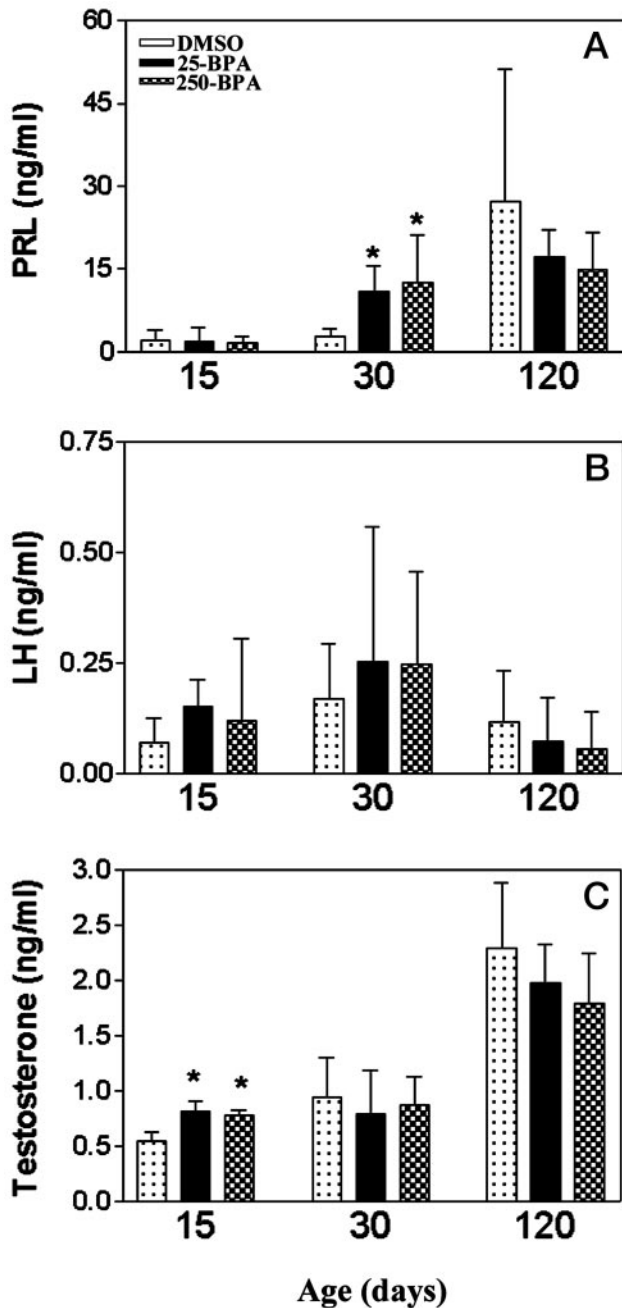 A
DMSO
25-BPA
250-BPA
60
45
30
15
0
PRL (ng/ml)
* *
15 30 120
B
0.75
0.50
0.25
0.00
LH (ng/ml)
15 30 120
C
3.0
2.5
2.0
1.5
1.0
0.5
0.0
Testosterone (ng/ml)
* *
15 30 120
Age (days)